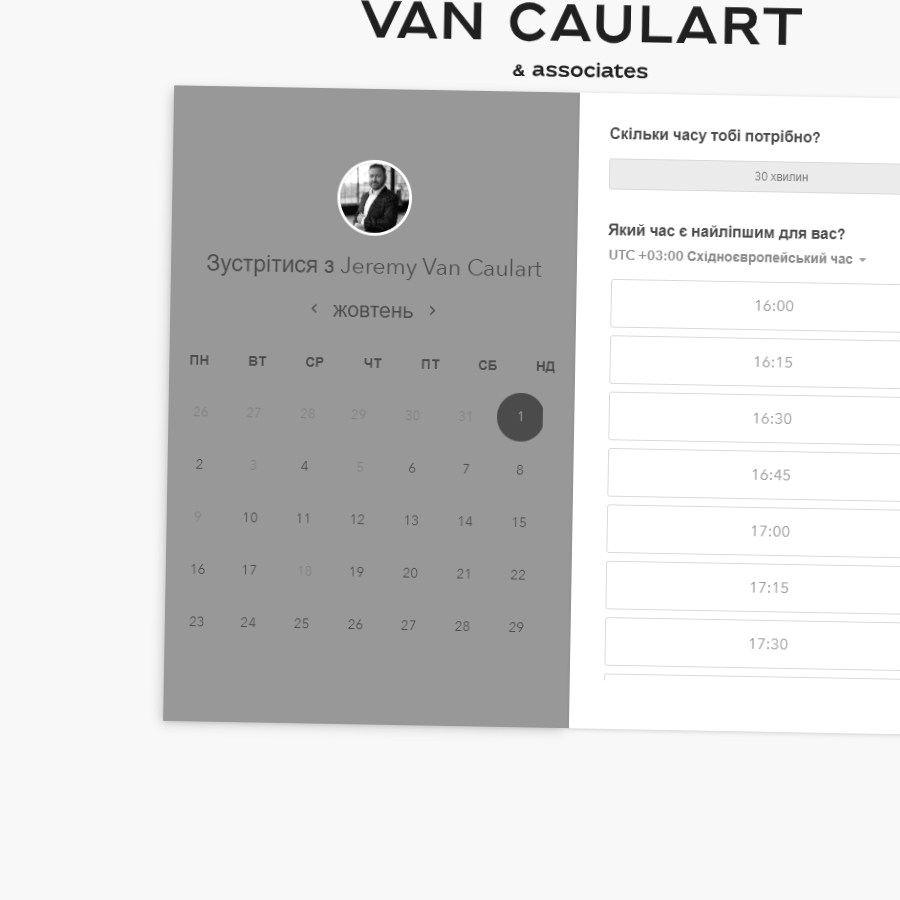 VAN CAULART
& associates
Зустрітися з Jeremy Van Caulart
‹ жовтень ›
ПН ВТ СР ЧТ ПТ СБ НД
26 27 28 29 30 31 1
2 3 4 5 6 7 8
9 10 11 12 13 14 15
16 17 18 19 20 21 22
23 24 25 26 27 28 29
Скільки часу тобі потрібно?
30 хвилин
Який час є найліпшим для вас?
UTC +03:00 Східноєвропейський час
16:00
16:15
16:30
16:45
17:00
17:15
17:30